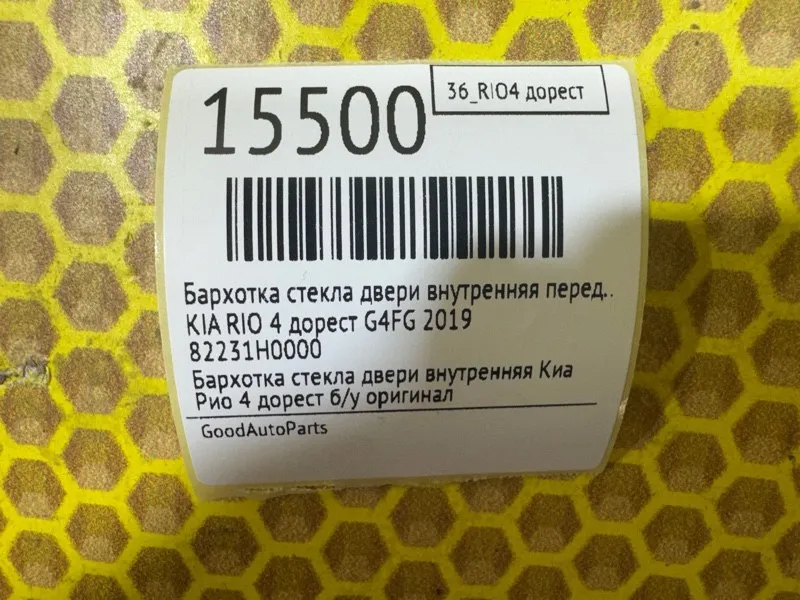 15500
36_RIO4 дорест
Бархотка стекла двери внутренняя перед..
KIA RIO 4 дорест G4FG 2019
82231H0000
Бархотка стекла двери внутренняя Киа
Рио 4 дорест б/у оригинал
GoodAutoParts